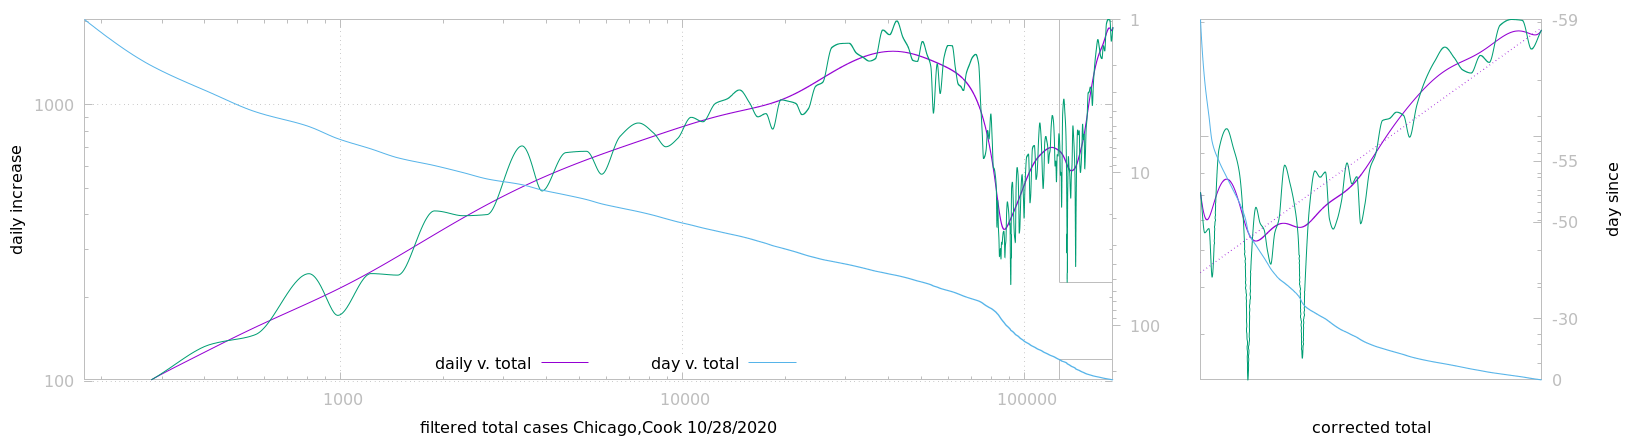 1
-59
1000
daily increase
10
-55
-50
day since
100
-30
daily v. total
day v. total
100
0
1000
10000
100000
filtered total cases Chicago,Cook 10/28/2020
corrected total